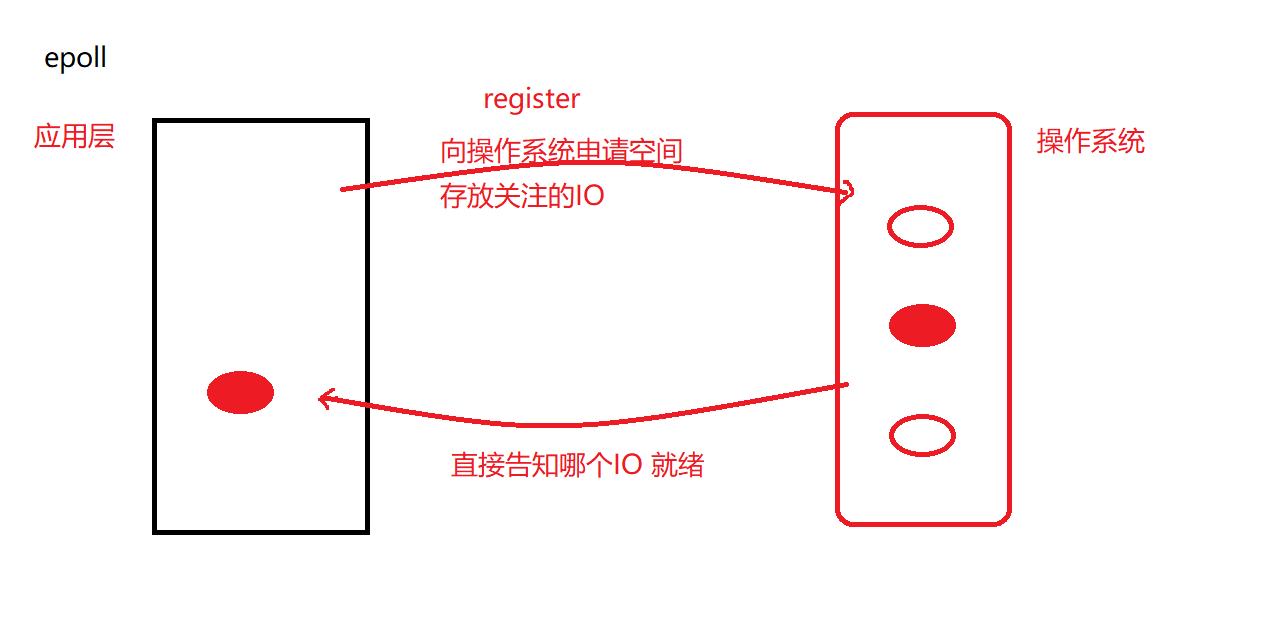 epoll
应用层
register
向操作系统申请空间
存放关注的IO
操作系统
直接告知哪个IO 就绪